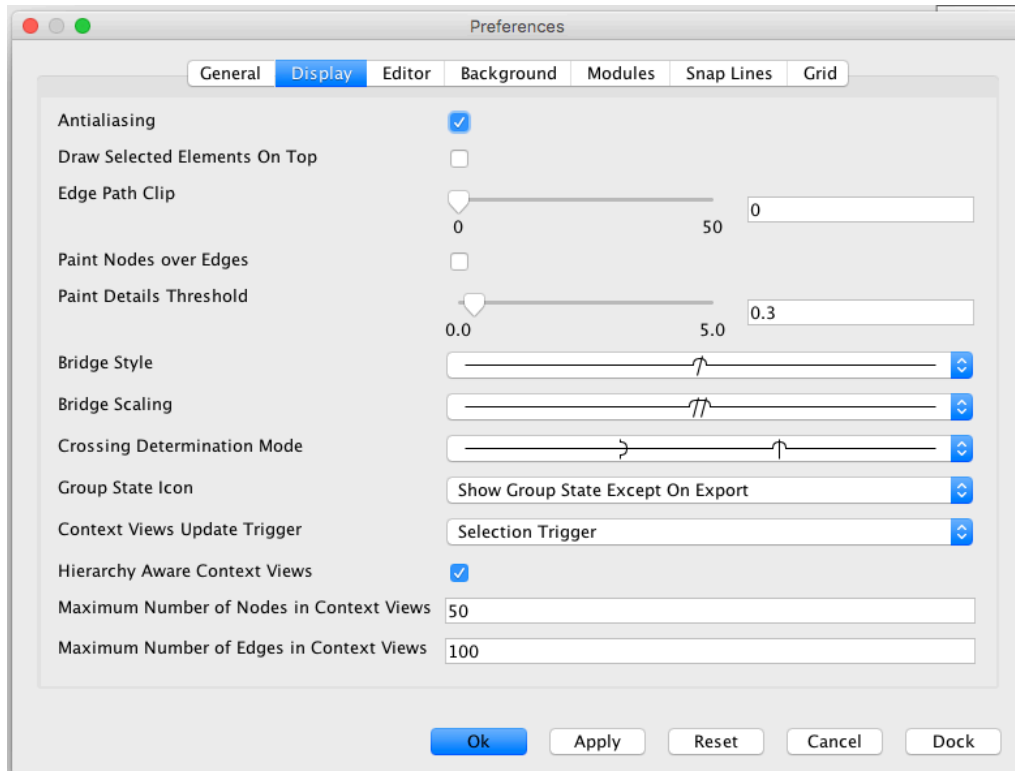 Preferences
General Display Editor Background Modules Snap Lines Grid
Antialiasing
Draw Selected Elements On Top
Edge Path Clip
0
0 50
Paint Nodes over Edges
Paint Details Threshold
0.3
0.0 5.0
Bridge Style
Bridge Scaling
Crossing Determination Mode
Group State Icon Show Group State Except On Export
Context Views Update Trigger Selection Trigger
Hierarchy Aware Context Views
Maximum Number of Nodes in Context Views 50
Maximum Number of Edges in Context Views 100
Ok Apply Reset Cancel Dock